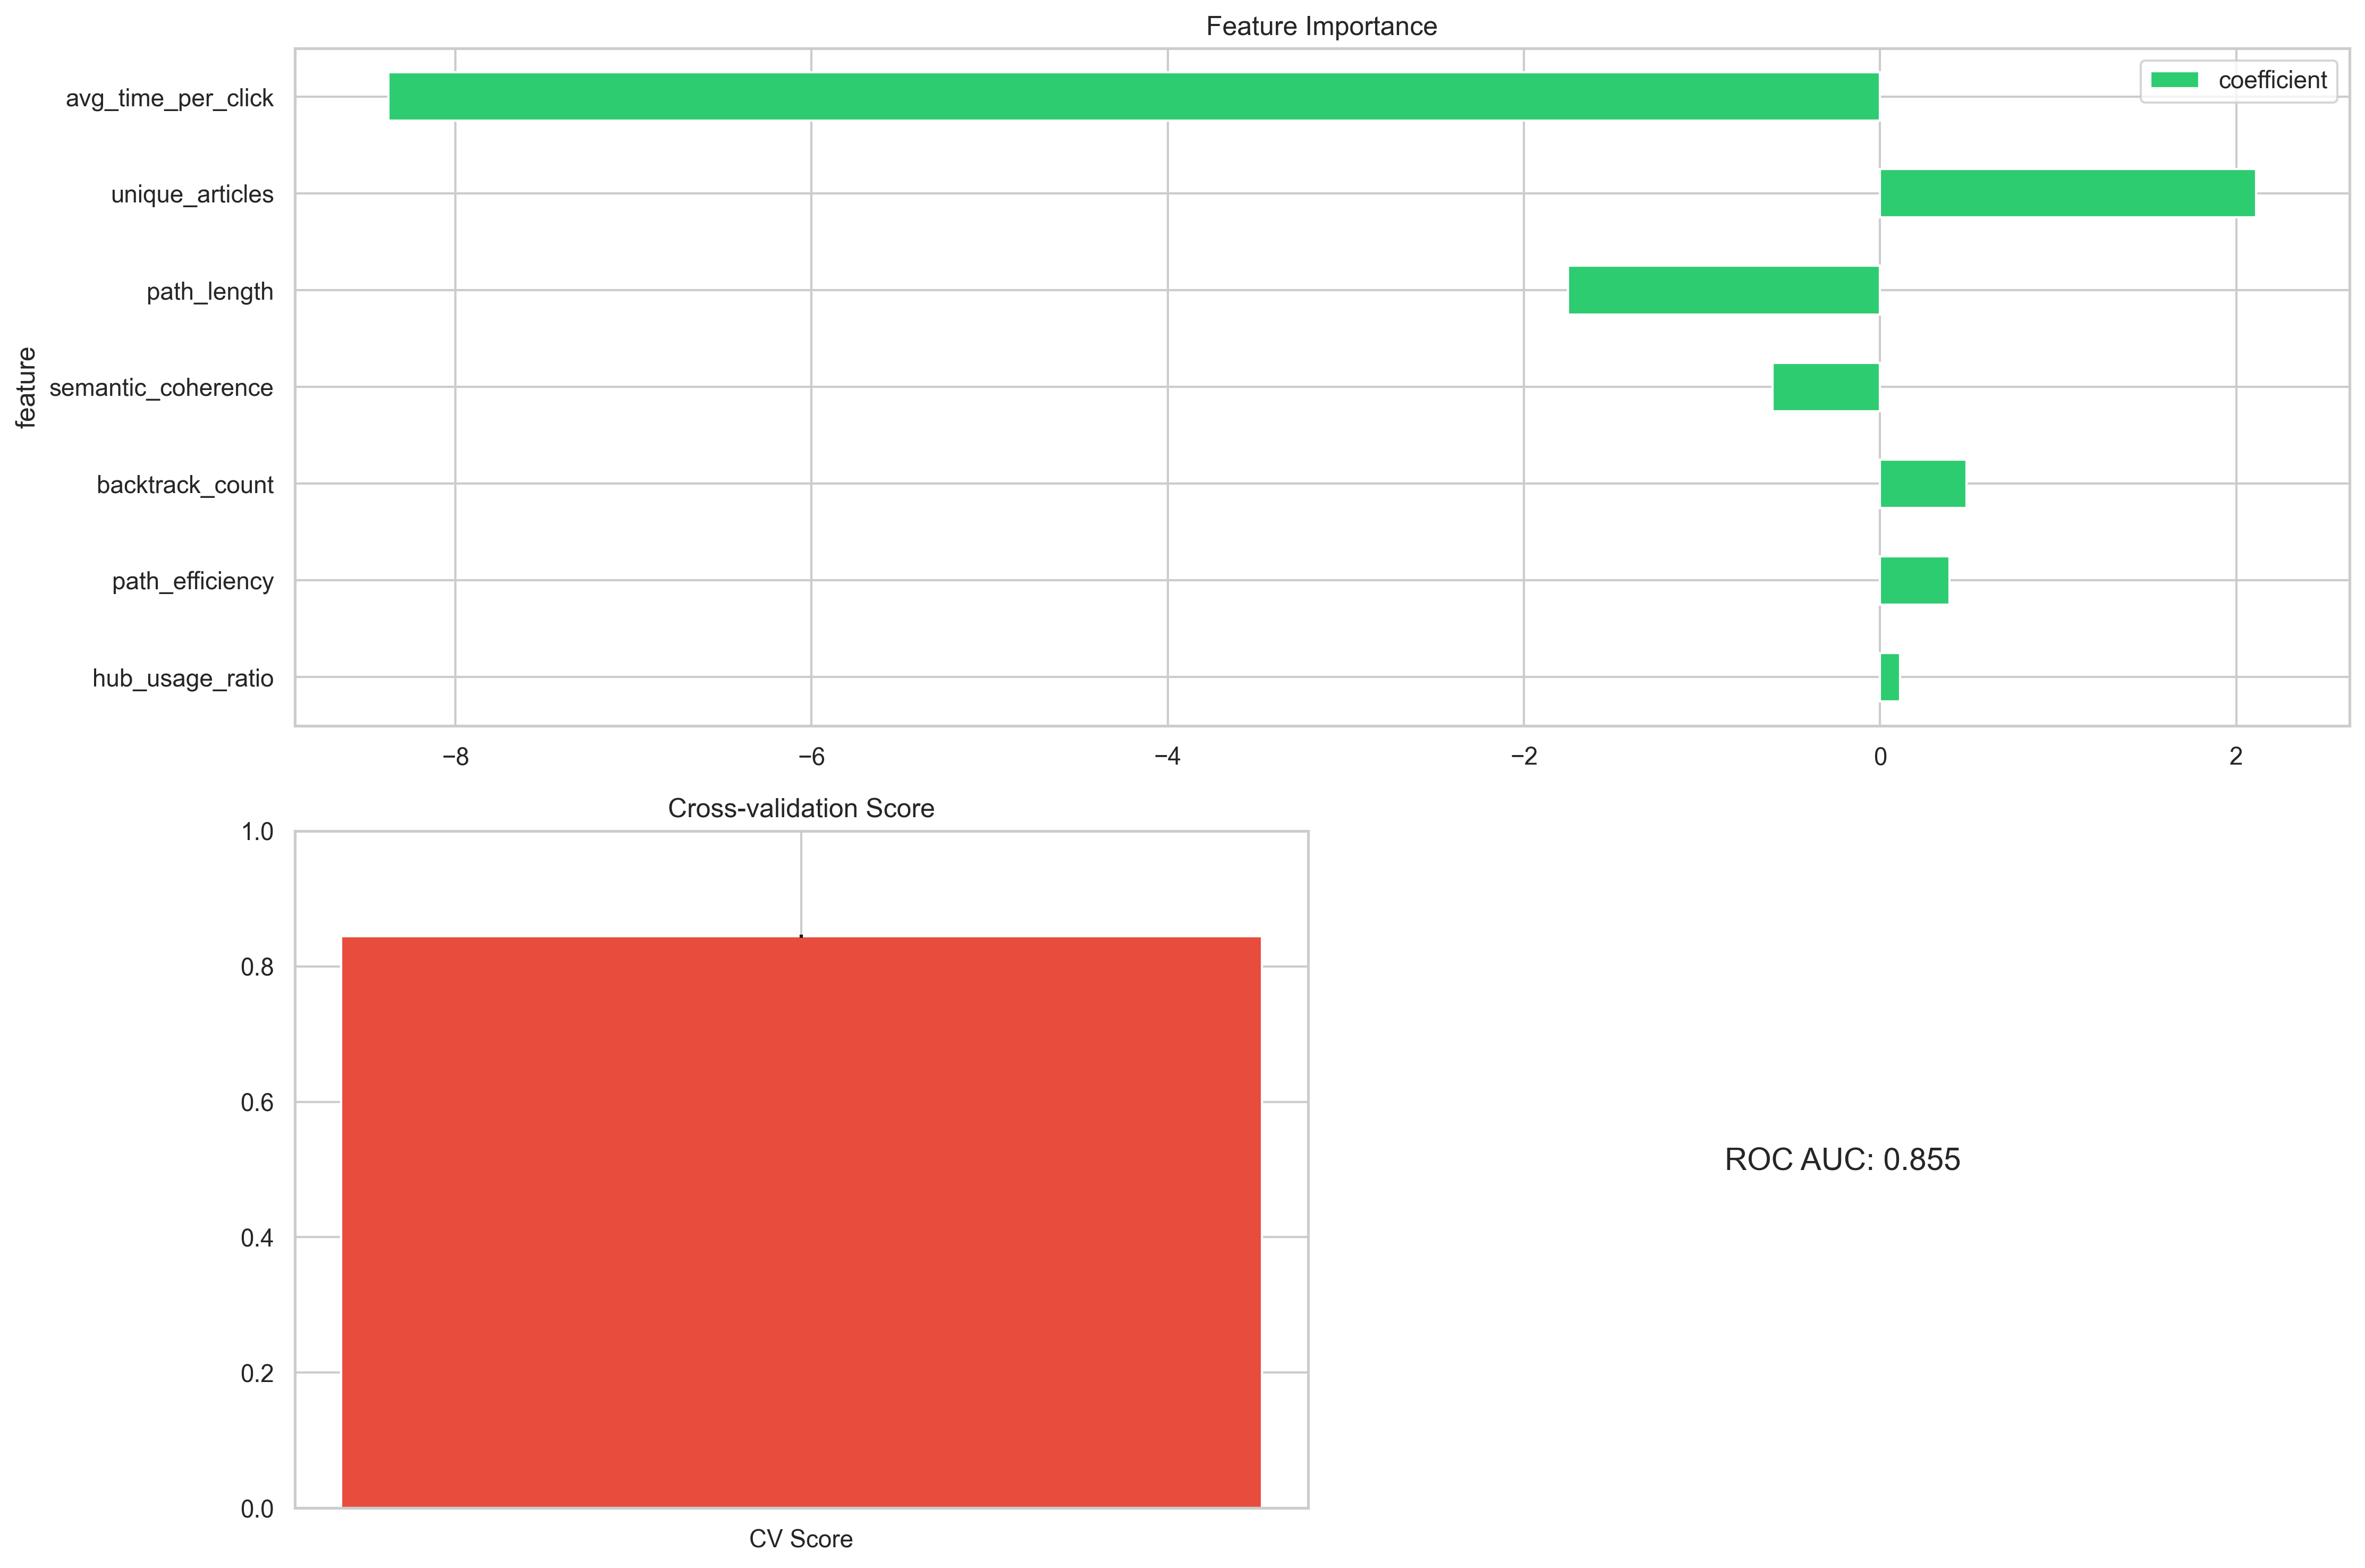 Feature Importance
coefficient
feature
avg_time_per_click
unique_articles
path_length
semantic_coherence
backtrack_count
path_efficiency
hub_usage_ratio
−8 −6 −4 −2 0 2
Cross-validation Score
1.0
0.8
0.6
0.4
0.2
0.0
CV Score
ROC AUC: 0.855